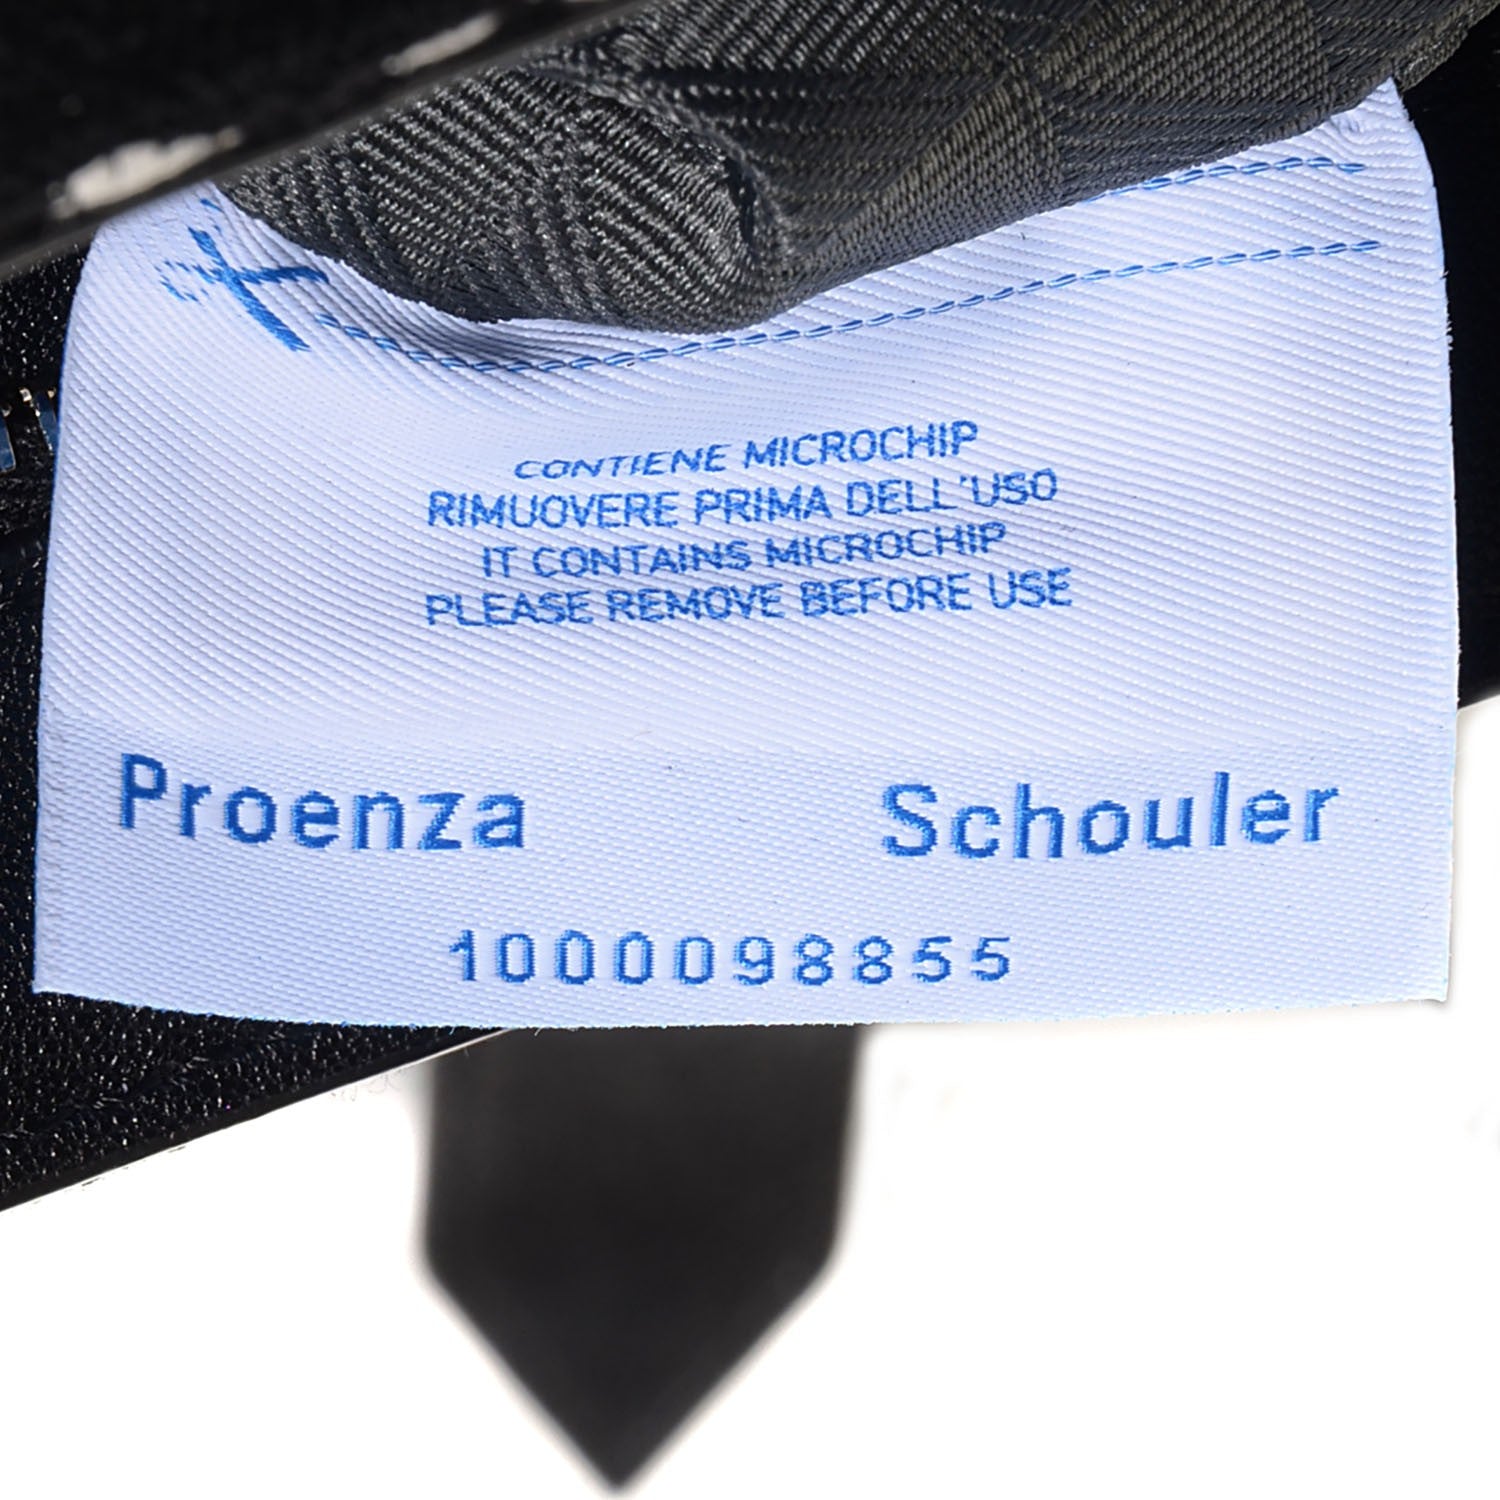 CONTIENE MICROCHIP
RIMUOVERE PRIMA DELL'USO
IT CONTAINS MICROCHIP
PLEASE REMOVE BEFORE USE
Proenza Schouler
1000098855